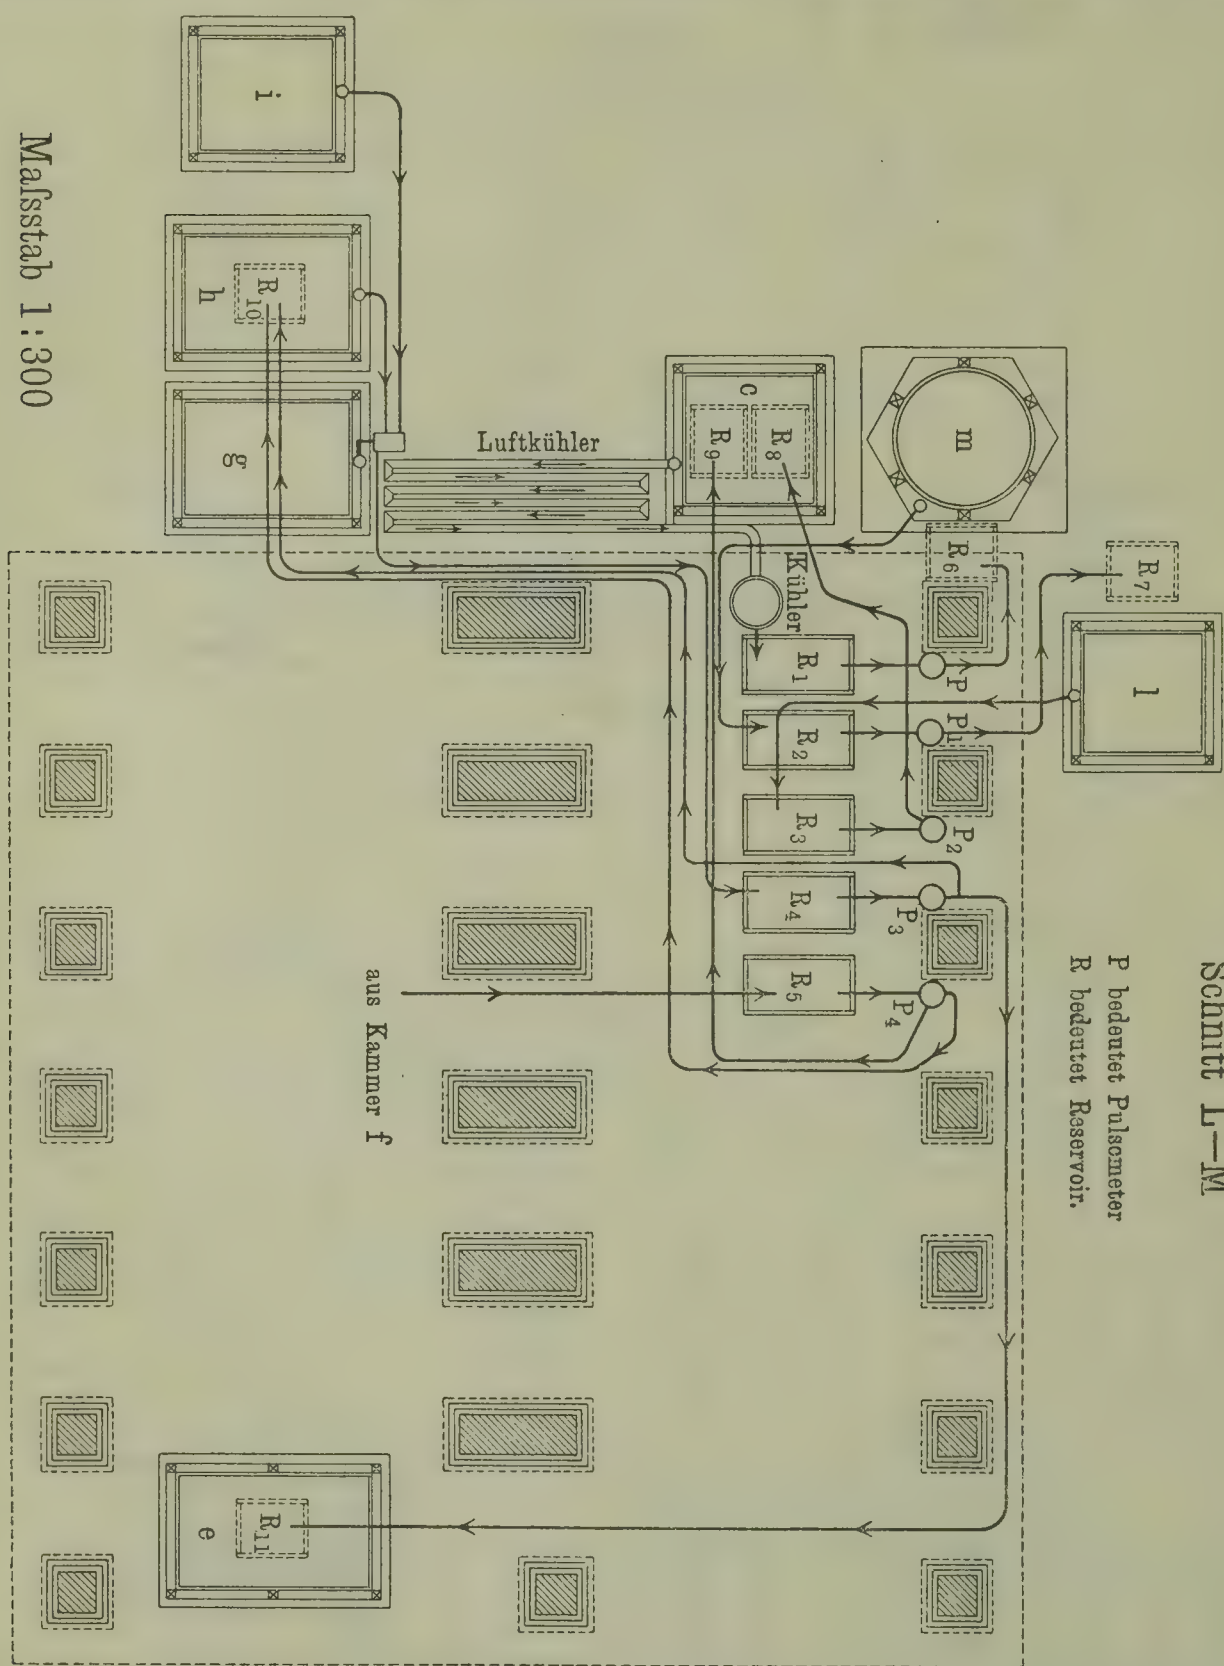 Schnitt L—M
P bedeutet Pulsometer
R bedeutet Reservoir.
l
R7
m
R6
P
P1
P2
P3
P4
c
R8
R9
Kühler
R1
R2
R3
R4
R5
Luftkühler
aus Kammer f
i
h
R10
g
e
R11
Maſsstab 1:300